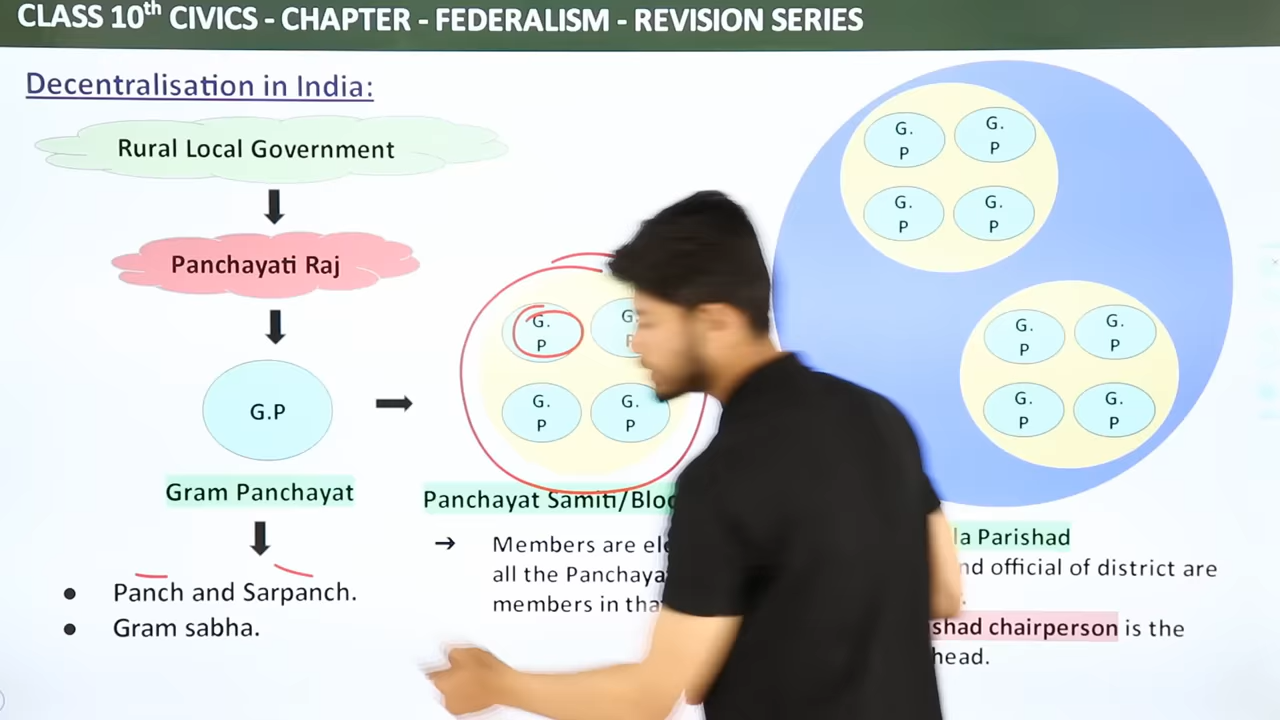 CLASS 10th CIVICS - CHAPTER - FEDERALISM - REVISION SERIES
Decentralisation in India:
Rural Local Government
Panchayati Raj
G.P
Gram Panchayat
● Panch and Sarpanch.
● Gram sabha.
G.
P
G.
P
G.
P
G.
P
Panchayat Samiti/Bloc
→ Members are ele
all the Panchaya
members in tha
G.
P
G.
P
G.
P
G.
P
G.
P
G.
P
G.
P
G.
P
la Parishad
nd official of district are
shad chairperson is the
head.